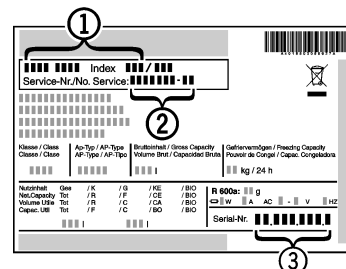 1
Index /
Service-Nr./No. Service: -
2
Klasse / Class
Classe / Clase
Ap-Typ / AP-Type
AP-Type / AP-Tipo
Bruttoinhalt / Gross Capacity
Volume Brut / Capacidad Bruta
Gefriervermögen / Freezing Capacity
Pouvoir de Congel / Capac. Congeladora
l
kg / 24 h
Nutzinhalt Ges / K / G / KE / BIO
Net.Capacity Tot / R / F / CE / BIO
Volume Utile Tot / R / C / CA / BIO
Capac. Util Tot / F / C / BO / BIO
l l
R 600a: g
W A AC - V HZ
Serial-Nr. . . .
3